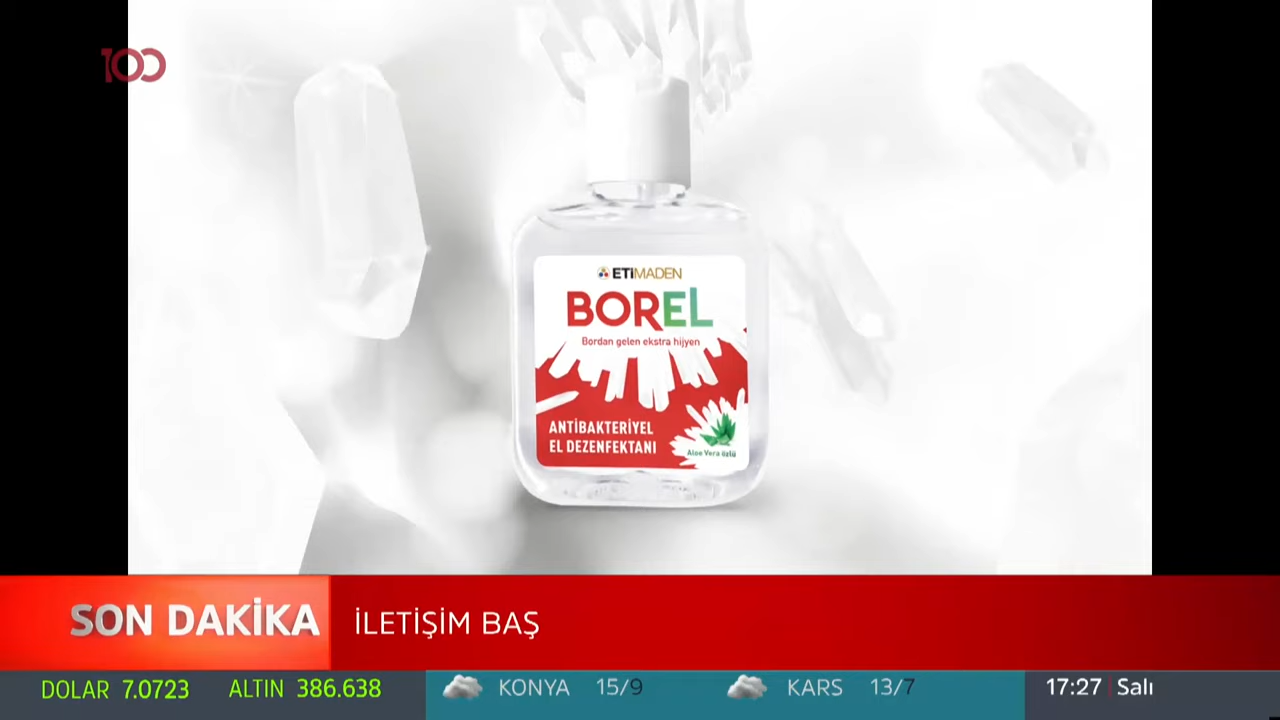 100
ETİMADEN
BOREL
Bordan gelen ekstra hijyen
ANTİBAKTERİYEL
EL DEZENFEKTANI
Aloe Vera özlü
SON DAKİKA
İLETİŞİM BAŞ
DOLAR 7.0723 ALTIN 386.638 KONYA 15/9 KARS 13/7 17:27 Salı